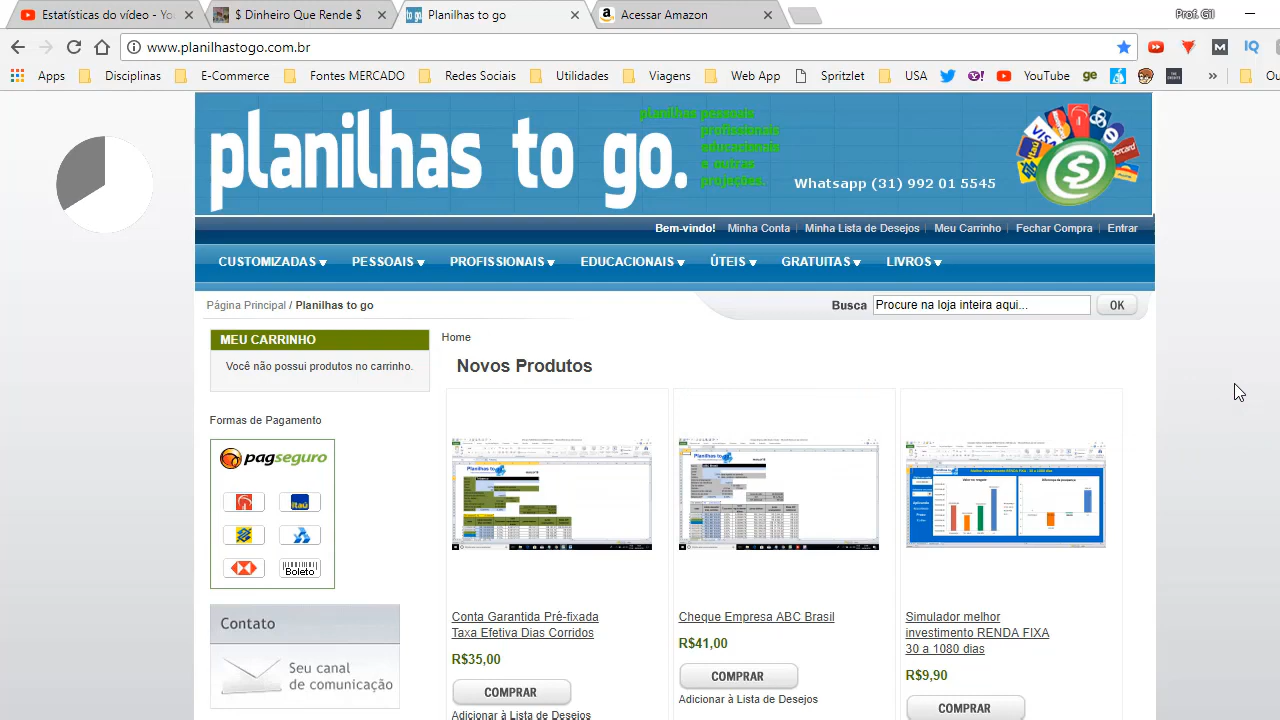 Estatísticas do vídeo - Yo
$ Dinheiro Que Rende $
Planilhas to go
Acessar Amazon
Prof. Gil
www.planilhastogo.com.br
Apps
Disciplinas
E-Commerce
Fontes MERCADO
Redes Sociais
Utilidades
Viagens
Web App
Spritzlet
USA
YouTube
ge
»
Ou
planilhas to go.
planilhas pessoais
profissionais
educacionais
e outras
projeções.
Whatsapp (31) 992 01 5545
VISA
Bem-vindo! Minha Conta | Minha Lista de Desejos | Meu Carrinho | Fechar Compra | Entrar
CUSTOMIZADAS PESSOAIS PROFISSIONAIS EDUCACIONAIS ÚTEIS GRATUITAS LIVROS
Página Principal / Planilhas to go
Busca
Procure na loja inteira aqui...
OK
MEU CARRINHO
Você não possui produtos no carrinho.
Home
Novos Produtos
Formas de Pagamento
pagseguro
Itaú
Boleto
Contato
Seu canal
de comunicação
Conta Garantida Pré-fixada
Taxa Efetiva Dias Corridos
R$35,00
COMPRAR
Adicionar à Lista de Desejos
Cheque Empresa ABC Brasil
R$41,00
COMPRAR
Adicionar à Lista de Desejos
Simulador melhor
investimento RENDA FIXA
30 a 1080 dias
R$9,90
COMPRAR